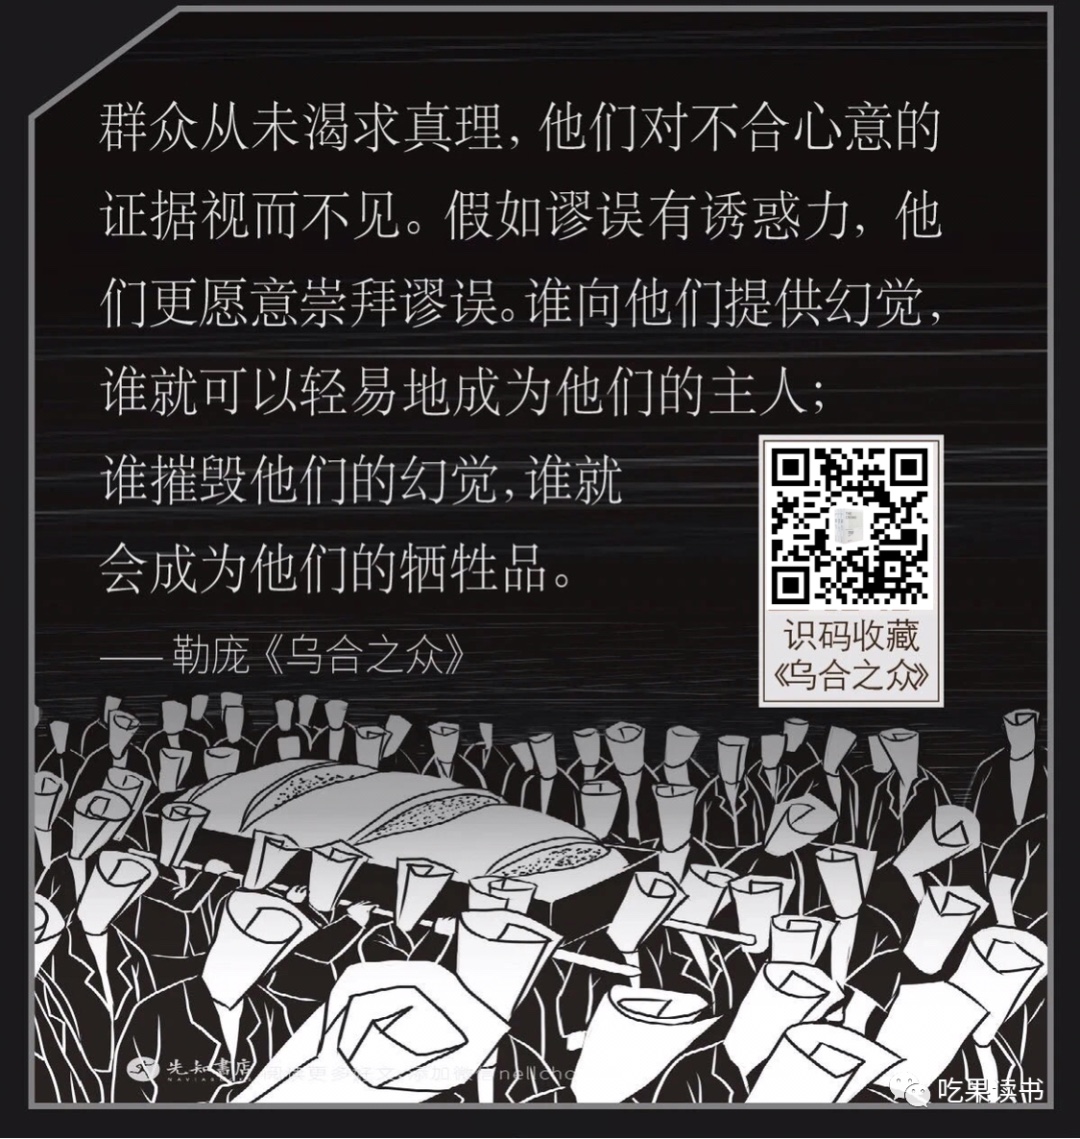 群众从未渴求真理，他们对不合心意的
证据视而不见。假如谬误有诱惑力，他
们更愿意崇拜谬误。谁向他们提供幻觉，
谁就可以轻易地成为他们的主人；
谁摧毁他们的幻觉，谁就
会成为他们的牺牲品。
——勒庞《乌合之众》
识码收藏
《乌合之众》
先知書店
吃果读书